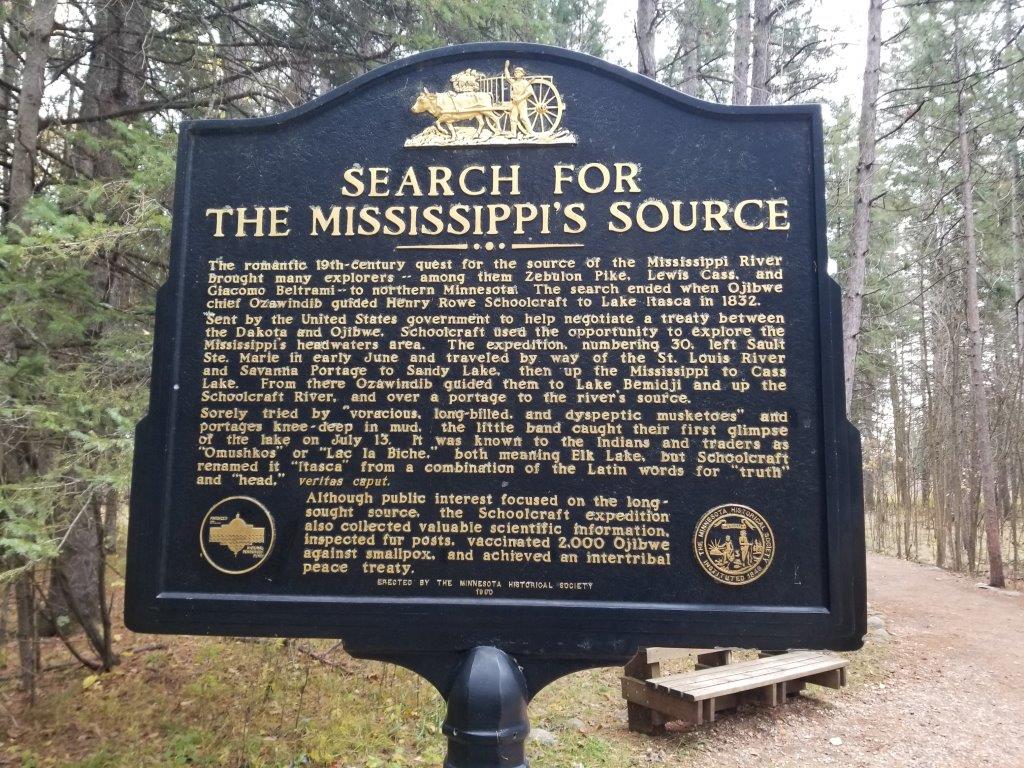 SEARCH FOR
THE MISSISSIPPI'S SOURCE
The romantic 19th-century quest for the source of the Mississippi River
Brought many explorers -- among them Zebulon Pike, Lewis Cass, and
Giacomo Beltrami -- to northern Minnesota. The search ended when Ojibwe
chief Ozawindib guided Henry Rowe Schoolcraft to Lake Itasca in 1832.
Sent by the United States government to help negotiate a treaty between
the Dakota and Ojibwe, Schoolcraft used the opportunity to explore the
Mississippi's headwaters area. The expedition, numbering 30, left Sault
Ste. Marie in early June and traveled by way of the St. Louis River
and Savanna Portage to Sandy Lake, then up the Mississippi to Cass
Lake. From there Ozawindib guided them to Lake Bemidji and up the
Schoolcraft River, and over a portage to the river's source.
Sorely tried by "voracious, long-billed, and dyspeptic musketoes" and
portages knee-deep in mud, the little band caught their first glimpse
of the lake on July 13. It was known to the Indians and traders as
"Omushkos" or "Lac la Biche," both meaning Elk Lake, but Schoolcraft
renamed it "Itasca" from a combination of the Latin words for "truth"
and "head," veritas caput.
Although public interest focused on the long-
sought source, the Schoolcraft expedition
also collected valuable scientific information,
inspected fur posts, vaccinated 2,000 Ojibwe
against smallpox, and achieved an intertribal
peace treaty.
ERECTED BY THE MINNESOTA HISTORICAL SOCIETY
THE MINNESOTA HISTORICAL SOCIETY
INSTITUTED 1849